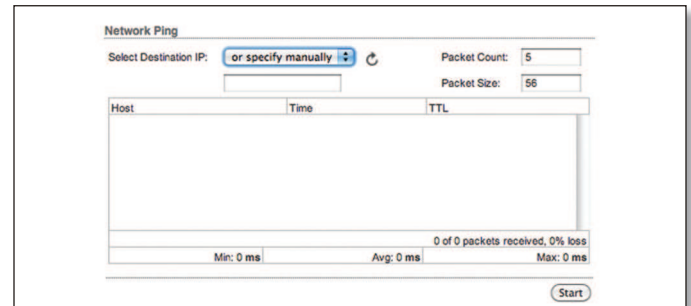 Network Ping
Select Destination IP: or specify manually Packet Count: 5
Packet Size: 56
Host Time TTL
0 of 0 packets received, 0% loss
Min: 0 ms Avg: 0 ms Max: 0 ms
Start